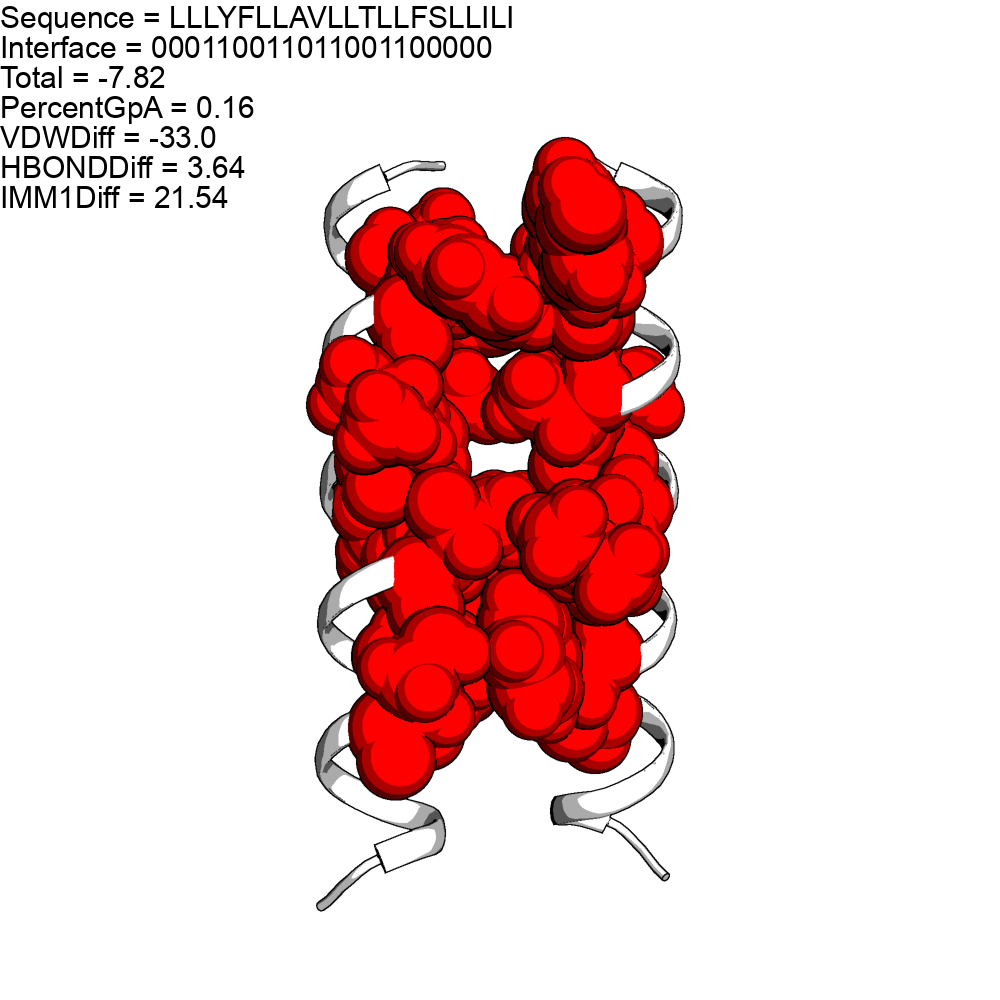 Sequence = LLLYFLLAVLLTLLFSLLILI
Interface = 000110011011001100000
Total = -7.82
PercentGpA = 0.16
VDWDiff = -33.0
HBONDDiff = 3.64
IMM1Diff = 21.54